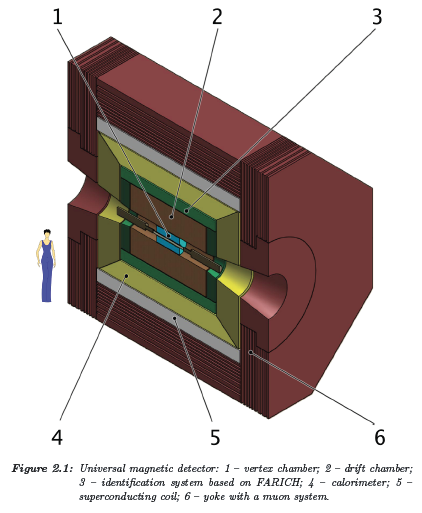 1 2 3
4 5 6
Figure 2.1: Universal magnetic detector: 1 – vertex chamber; 2 – drift chamber;
3 – identification system based on FARICH; 4 – calorimeter; 5 –
superconducting coil; 6 – yoke with a muon system.